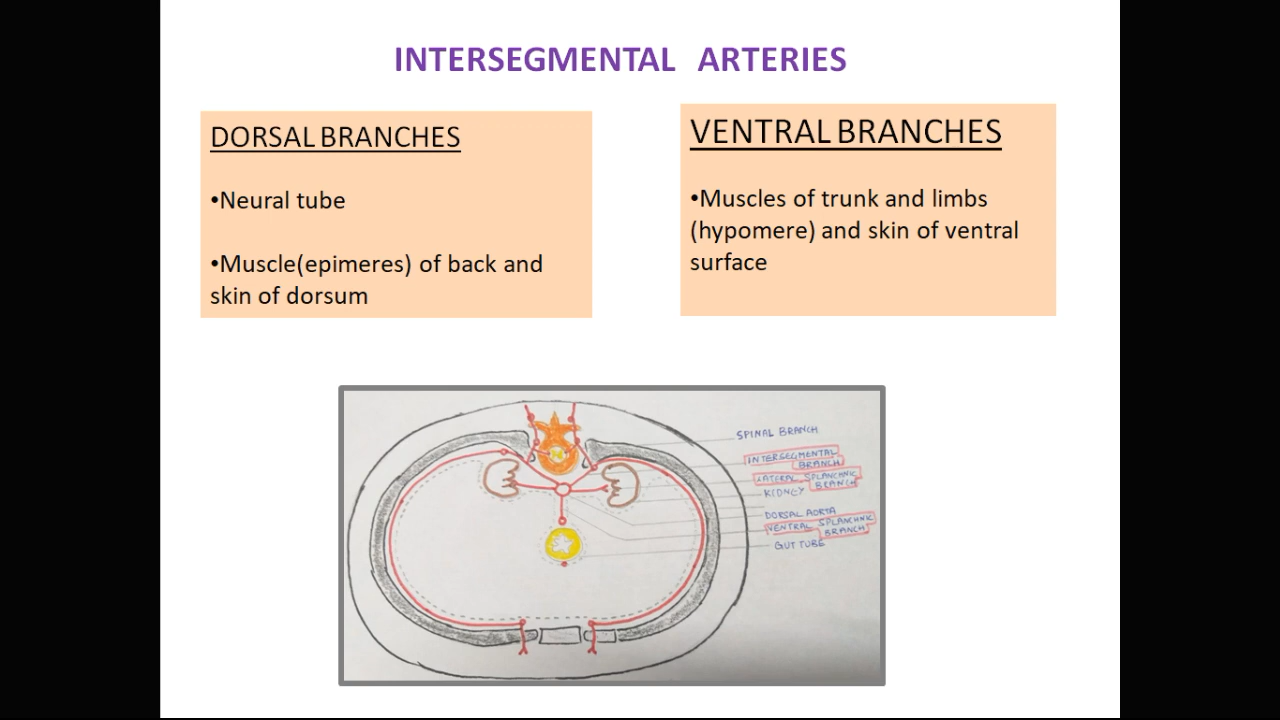 INTERSEGMENTAL ARTERIES
DORSAL BRANCHES
•Neural tube
•Muscle(epimeres) of back and
skin of dorsum
VENTRAL BRANCHES
•Muscles of trunk and limbs
(hypomere) and skin of ventral
surface
SPINAL BRANCH
INTERSEGMENTAL
BRANCH
LATERAL SPLANCHNIC
BRANCH
KIDNEY
DORSAL AORTA
VENTRAL SPLANCHNIC
BRANCH
GUT TUBE
N